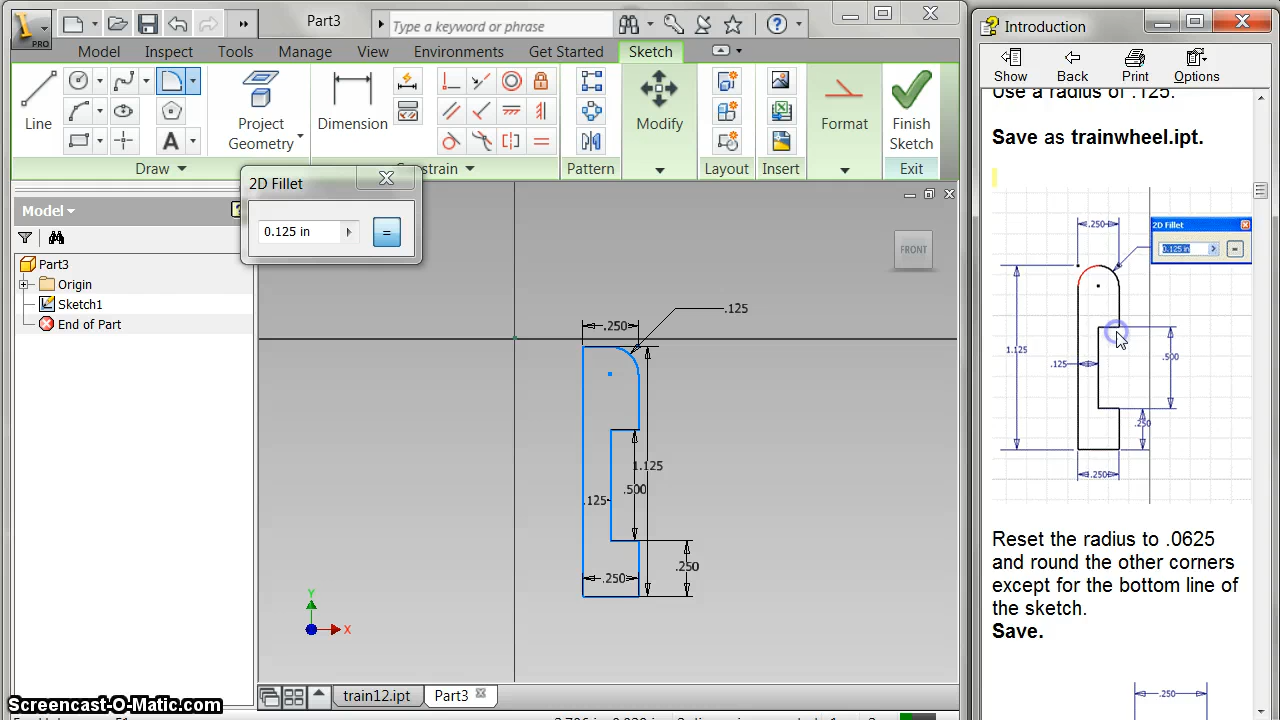 PRO
Part3
Type a keyword or phrase
Introduction
Model
Inspect
Tools
Manage
View
Environments
Get Started
Sketch
Show
Back
Print
Options
Line
Project
Geometry
Dimension
Modify
Format
Finish
Sketch
Draw
Constrain
Pattern
Layout
Insert
Exit
2D Fillet
0.125 in
=
Model
Part3
Origin
Sketch1
End of Part
FRONT
.125
.250
1.125
.500
.125
.250
.250
Y
X
train12.ipt
Part3
Screencast-O-Matic.com
Use a radius of .125.
Save as trainwheel.ipt.
.250
2D Fillet
0.125 in
=
1.125
.125
.500
.250
.250
Reset the radius to .0625
and round the other corners
except for the bottom line of
the sketch.
Save.
.250